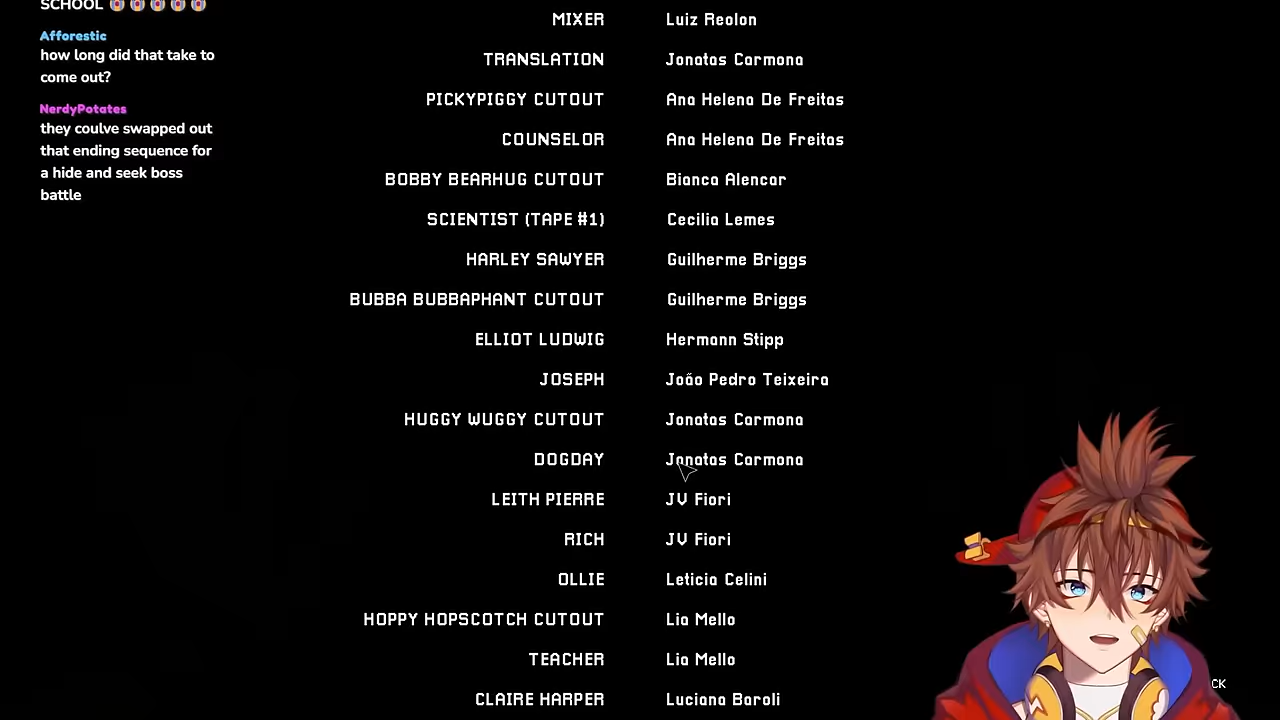 SCHOOL
Afforestic
how long did that take to
come out?
NerdyPotates
they coulve swapped out
that ending sequence for
a hide and seek boss
battle
MIXER Luiz Reolon
TRANSLATION Jonatas Carmona
PICKYPIGGY CUTOUT Ana Helena De Freitas
COUNSELOR Ana Helena De Freitas
BOBBY BEARHUG CUTOUT Bianca Alencar
SCIENTIST (TAPE #1) Cecilia Lemes
HARLEY SAWYER Guilherme Briggs
BUBBA BUBBAPHANT CUTOUT Guilherme Briggs
ELLIOT LUDWIG Hermann Stipp
JOSEPH João Pedro Teixeira
HUGGY WUGGY CUTOUT Jonatas Carmona
DOGDAY Jonatas Carmona
LEITH PIERRE JV Fiori
RICH JV Fiori
OLLIE Leticia Celini
HOPPY HOPSCOTCH CUTOUT Lia Mello
TEACHER Lia Mello
CLAIRE HARPER Luciana Baroli
CK